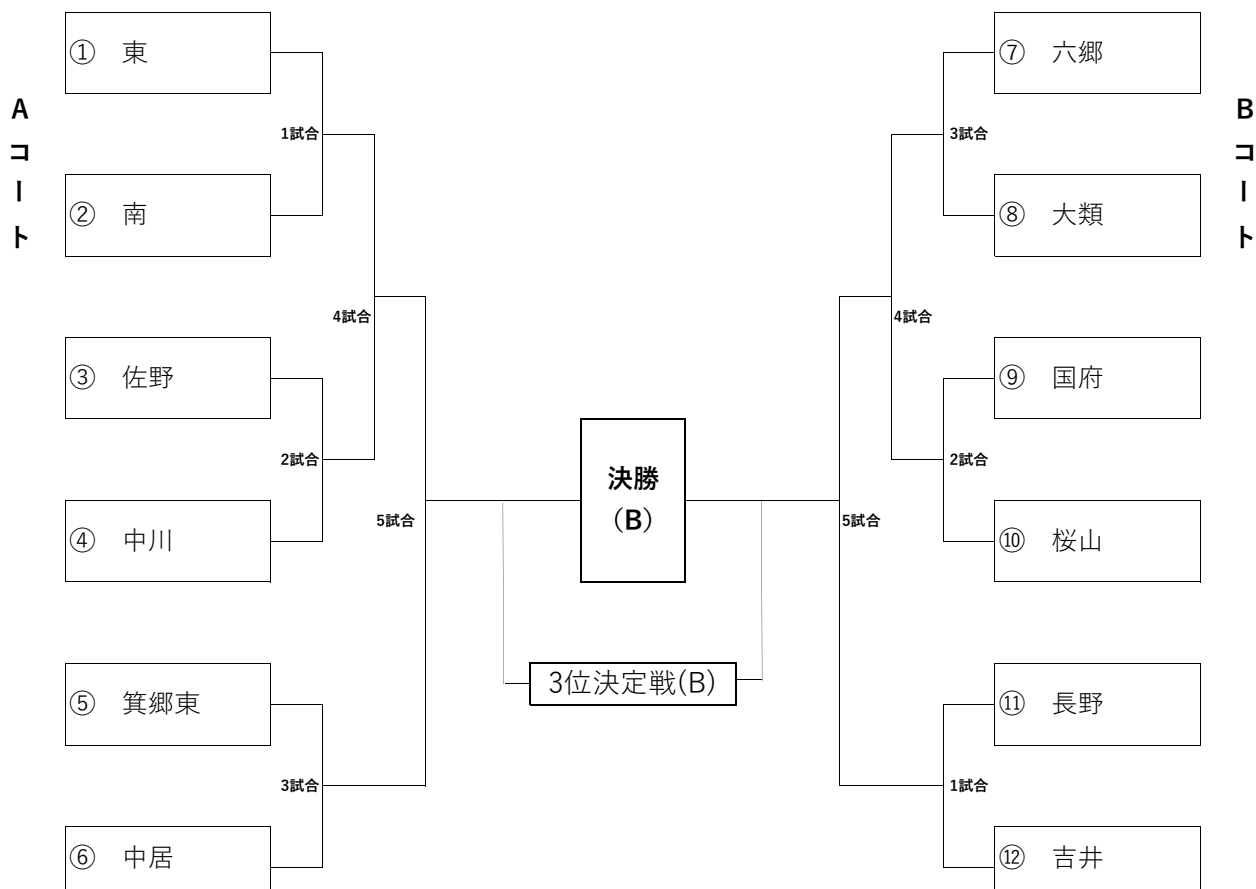 Aコート
① 東
② 南
1試合
③ 佐野
④ 中川
2試合
4試合
⑤ 箕郷東
⑥ 中居
3試合
5試合
決勝
(B)
3位決定戦(B)
Bコート
⑦ 六郷
⑧ 大類
3試合
⑨ 国府
⑩ 桜山
2試合
4試合
⑪ 長野
⑫ 吉井
1試合
5試合